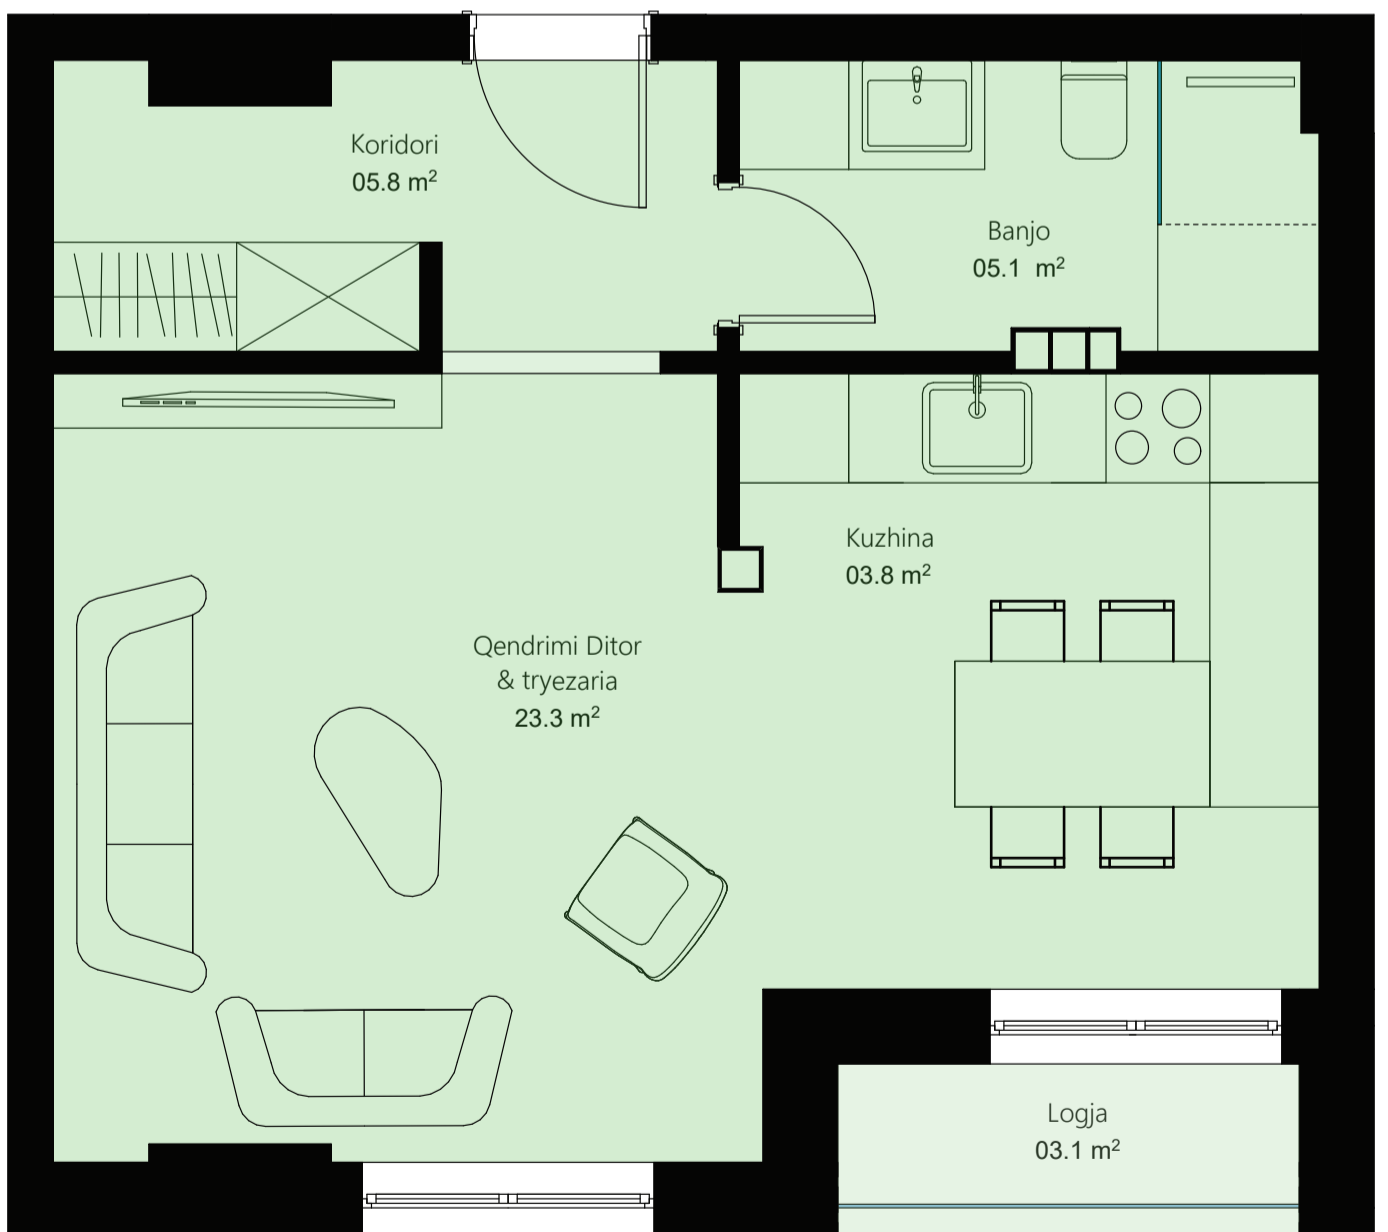 Koridori
05.8 m²
Banjo
05.1 m²
Kuzhina
03.8 m²
Qendrimi Ditor
& tryezaria
23.3 m²
Logja
03.1 m²